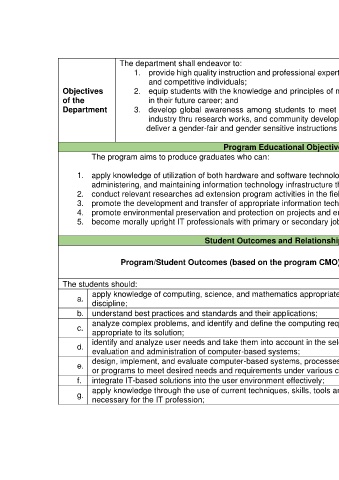 The department shall endeavor to:
1. provide high quality instruction and professional expert
and competitive individuals;
2. equip students with the knowledge and principles of m
in their future career; and
3. develop global awareness among students to meet
industry thru research works, and community develop
deliver a gender-fair and gender sensitive instructions
Objectives
of the
Department
Program Educational Objective
The program aims to produce graduates who can:
1. apply knowledge of utilization of both hardware and software technolo
administering, and maintaining information technology infrastructure th
2. conduct relevant researches ad extension program activities in the fiel
3. promote the development and transfer of appropriate information tech
4. promote environmental preservation and protection on projects and en
5. become morally upright IT professionals with primary or secondary job
Student Outcomes and Relationship
Program/Student Outcomes (based on the program CMO)
The students should:
a. apply knowledge of computing, science, and mathematics appropriate
discipline;
b. understand best practices and standards and their applications;
c. analyze complex problems, and identify and define the computing req
appropriate to its solution;
d. identify and analyze user needs and take them into account in the sele
evaluation and administration of computer-based systems;
e. design, implement, and evaluate computer-based systems, processes
or programs to meet desired needs and requirements under various c
f. integrate IT-based solutions into the user environment effectively;
g. apply knowledge through the use of current techniques, skills, tools an
necessary for the IT profession;